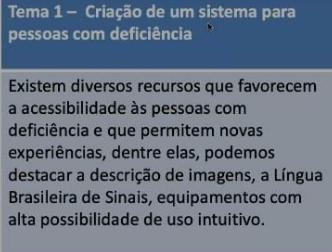 Tema 1 – Criação de um sistema para
pessoas com deficiência
Existem diversos recursos que favorecem
a acessibilidade às pessoas com
deficiência e que permitem novas
experiências, dentre elas, podemos
destacar a descrição de imagens, a Língua
Brasileira de Sinais, equipamentos com
alta possibilidade de uso intuitivo.